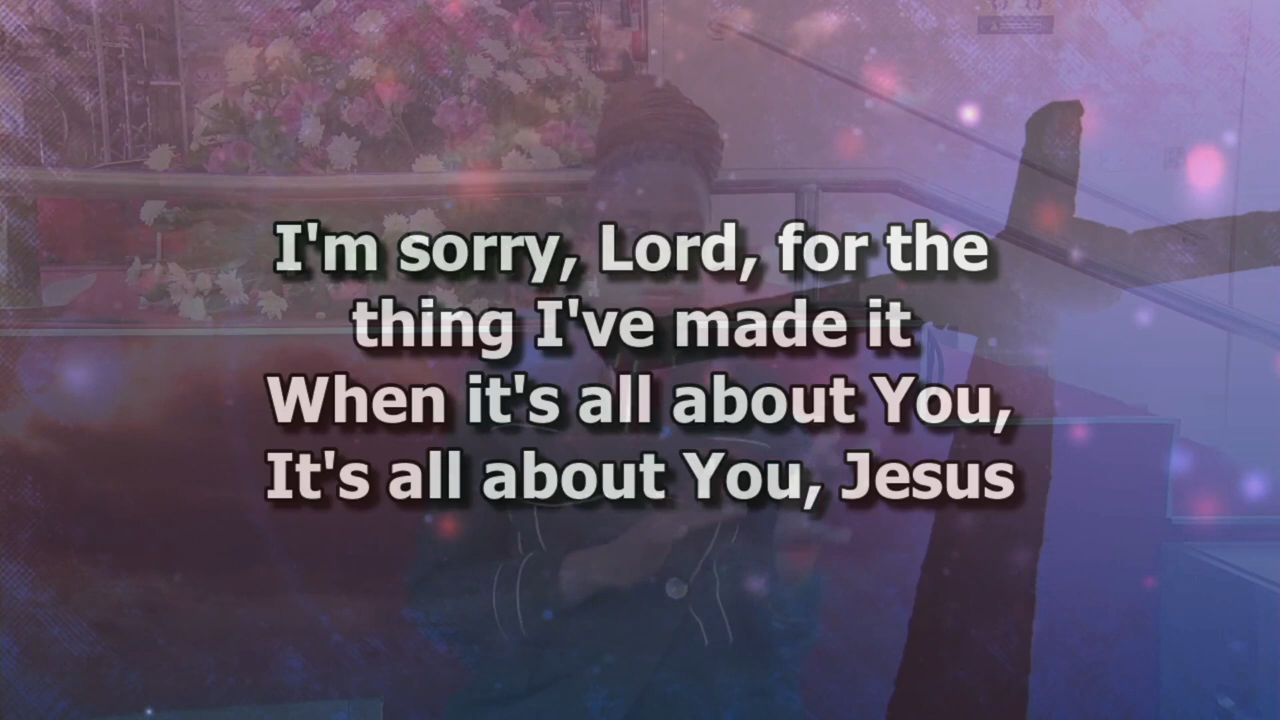 I'm sorry, Lord, for the
thing I've made it
When it's all about You,
It's all about You, Jesus